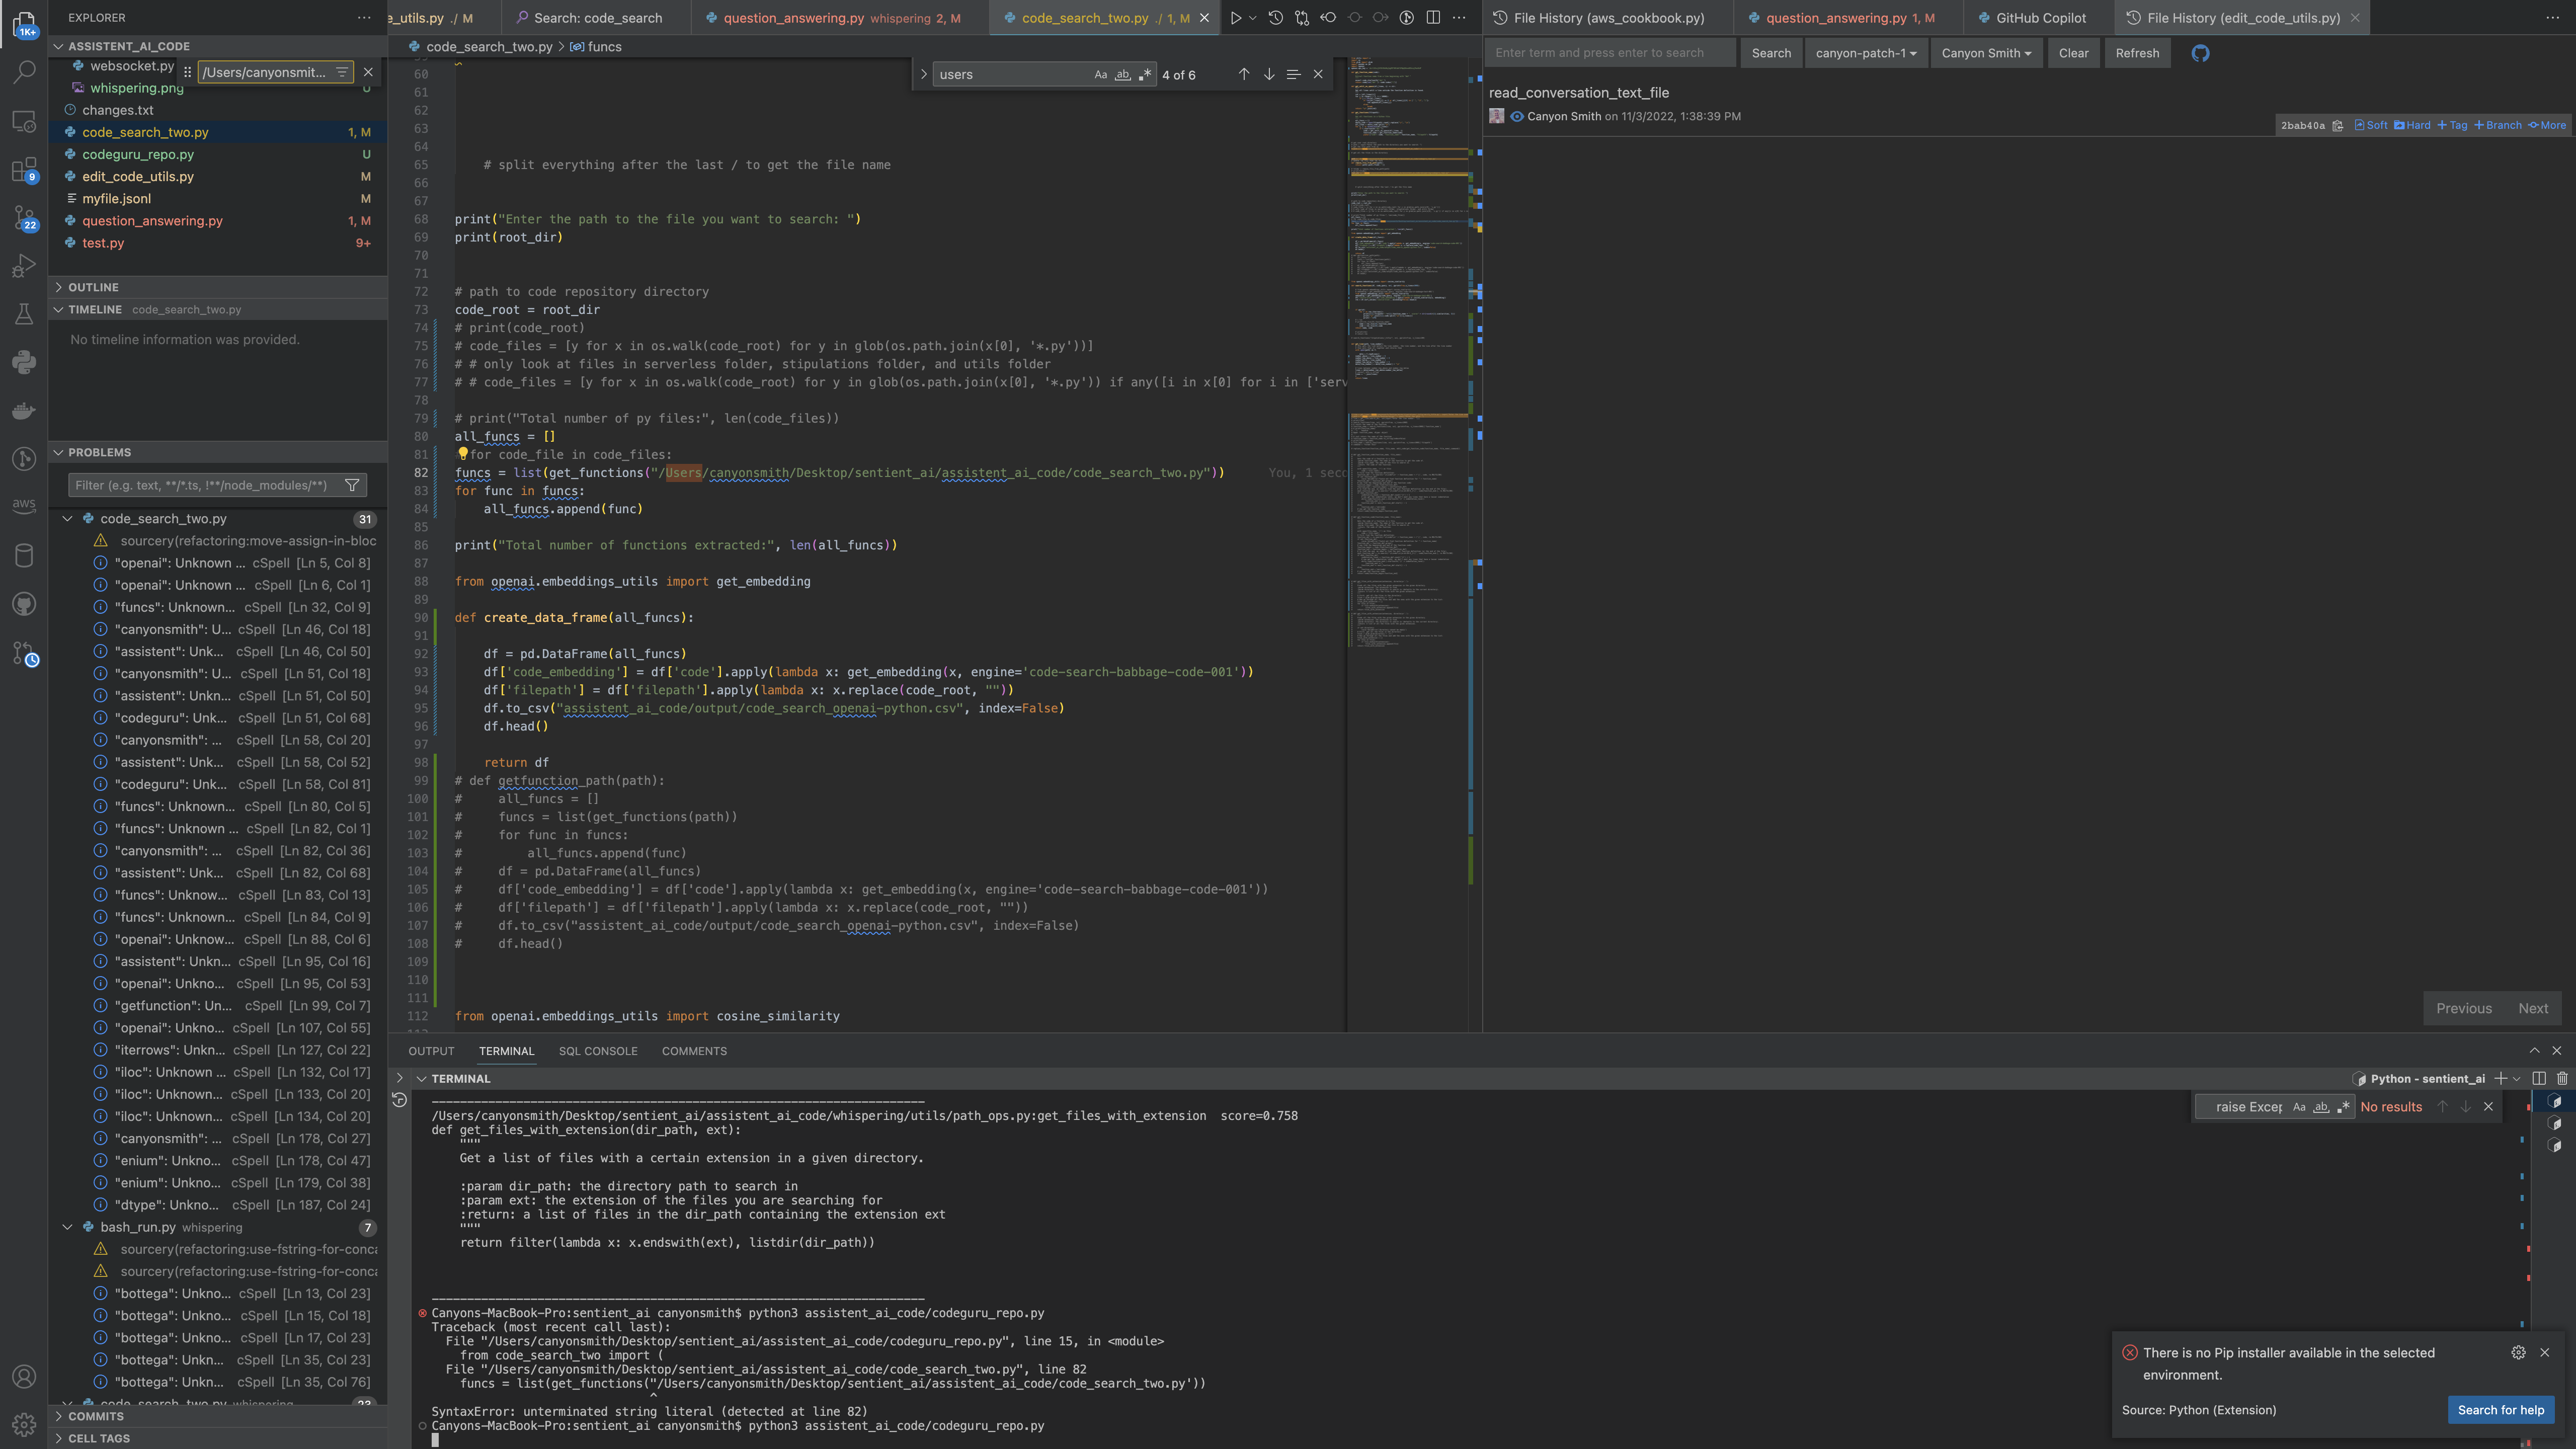 EXPLORER
ASSISTENT_AI_CODE
websocket.py
/Users/canyonsmit...
whispering.png
U
changes.txt
code_search_two.py
1, M
codeguru_repo.py
U
edit_code_utils.py
M
myfile.jsonl
M
question_answering.py
1, M
test.py
9+
OUTLINE
TIMELINE code_search_two.py
No timeline information was provided.
PROBLEMS
Filter (e.g. text, **/*.ts, !**/node_modules/**)
code_search_two.py
31
sourcery(refactoring:move-assign-in-bloc
"openai": Unknown ... cSpell [Ln 5, Col 8]
"openai": Unknown ... cSpell [Ln 6, Col 1]
"funcs": Unknown... cSpell [Ln 32, Col 9]
"canyonsmith": U... cSpell [Ln 46, Col 18]
"assistent": Unk... cSpell [Ln 46, Col 50]
"canyonsmith": U... cSpell [Ln 51, Col 18]
"assistent": Unkn... cSpell [Ln 51, Col 50]
"codeguru": Unk... cSpell [Ln 51, Col 68]
"canyonsmith": ... cSpell [Ln 58, Col 20]
"assistent": Unk... cSpell [Ln 58, Col 52]
"codeguru": Unk... cSpell [Ln 58, Col 81]
"funcs": Unknown... cSpell [Ln 80, Col 5]
"funcs": Unknown ... cSpell [Ln 82, Col 1]
"canyonsmith": ... cSpell [Ln 82, Col 36]
"assistent": Unk... cSpell [Ln 82, Col 68]
"funcs": Unknow... cSpell [Ln 83, Col 13]
"funcs": Unknown... cSpell [Ln 84, Col 9]
"openai": Unknow... cSpell [Ln 88, Col 6]
"assistent": Unkn... cSpell [Ln 95, Col 16]
"openai": Unkno... cSpell [Ln 95, Col 53]
"getfunction": Un... cSpell [Ln 99, Col 7]
"openai": Unkno... cSpell [Ln 107, Col 55]
"iterrows": Unkn... cSpell [Ln 127, Col 22]
"iloc": Unknown ... cSpell [Ln 132, Col 17]
"iloc": Unknown... cSpell [Ln 133, Col 20]
"iloc": Unknown... cSpell [Ln 134, Col 20]
"canyonsmith": ... cSpell [Ln 178, Col 27]
"enium": Unkno... cSpell [Ln 178, Col 47]
"enium": Unkno... cSpell [Ln 179, Col 38]
"dtype": Unkno... cSpell [Ln 187, Col 24]
bash_run.py whispering
7
sourcery(refactoring:use-fstring-for-conca
sourcery(refactoring:use-fstring-for-conca
"bottega": Unkno... cSpell [Ln 13, Col 23]
"bottega": Unkno... cSpell [Ln 15, Col 18]
"bottega": Unkno... cSpell [Ln 17, Col 23]
"bottega": Unkn... cSpell [Ln 35, Col 23]
"bottega": Unkn... cSpell [Ln 35, Col 76]
COMMITS
CELL TAGS
1K+
9
22
aws
e_utils.py ./ M
Search: code_search
question_answering.py whispering 2, M
code_search_two.py ./ 1, M
code_search_two.py > funcs
users
Aa ab
4 of 6
60
61
62
63
64
65 # split everything after the last / to get the file name
66
67
68 print("Enter the path to the file you want to search: ")
69 print(root_dir)
70
71
72 # path to code repository directory
73 code_root = root_dir
74 # print(code_root)
75 # code_files = [y for x in os.walk(code_root) for y in glob(os.path.join(x[0], '*.py'))]
76 # # only look at files in serverless folder, stipulations folder, and utils folder
77 # # code_files = [y for x in os.walk(code_root) for y in glob(os.path.join(x[0], '*.py')) if any([i in x[0] for i in ['serv
78
79 # print("Total number of py files:", len(code_files))
80 all_funcs = []
81 for code_file in code_files:
82 funcs = list(get_functions("/Users/canyonsmith/Desktop/sentient_ai/assistent_ai_code/code_search_two.py")) You, 1 seco
83 for func in funcs:
84 all_funcs.append(func)
85
86 print("Total number of functions extracted:", len(all_funcs))
87
88 from openai.embeddings_utils import get_embedding
89
90 def create_data_frame(all_funcs):
91
92 df = pd.DataFrame(all_funcs)
93 df['code_embedding'] = df['code'].apply(lambda x: get_embedding(x, engine='code-search-babbage-code-001'))
94 df['filepath'] = df['filepath'].apply(lambda x: x.replace(code_root, ""))
95 df.to_csv("assistent_ai_code/output/code_search_openai-python.csv", index=False)
96 df.head()
97
98 return df
99 # def getfunction_path(path):
100 # all_funcs = []
101 # funcs = list(get_functions(path))
102 # for func in funcs:
103 # all_funcs.append(func)
104 # df = pd.DataFrame(all_funcs)
105 # df['code_embedding'] = df['code'].apply(lambda x: get_embedding(x, engine='code-search-babbage-code-001'))
106 # df['filepath'] = df['filepath'].apply(lambda x: x.replace(code_root, ""))
107 # df.to_csv("assistent_ai_code/output/code_search_openai-python.csv", index=False)
108 # df.head()
109
110
111
112 from openai.embeddings_utils import cosine_similarity
File History (aws_cookbook.py)
question_answering.py 1, M
GitHub Copilot
File History (edit_code_utils.py)
Enter term and press enter to search
Search
canyon-patch-1
Canyon Smith
Clear
Refresh
read_conversation_text_file
Canyon Smith on 11/3/2022, 1:38:39 PM
2bab40a
Soft
Hard
+ Tag
+ Branch
More
Previous
Next
OUTPUT
TERMINAL
SQL CONSOLE
COMMENTS
TERMINAL
Python - sentient_ai
raise Excep
Aa ab
No results
/Users/canyonsmith/Desktop/sentient_ai/assistent_ai_code/whispering/utils/path_ops.py:get_files_with_extension score=0.758
def get_files_with_extension(dir_path, ext):
"""
Get a list of files with a certain extension in a given directory.
:param dir_path: the directory path to search in
:param ext: the extension of the files you are searching for
:return: a list of files in the dir_path containing the extension ext
"""
return filter(lambda x: x.endswith(ext), listdir(dir_path))
Canyons-MacBook-Pro:sentient_ai canyonsmith$ python3 assistent_ai_code/codeguru_repo.py
Traceback (most recent call last):
File "/Users/canyonsmith/Desktop/sentient_ai/assistent_ai_code/codeguru_repo.py", line 15, in <module>
from code_search_two import (
File "/Users/canyonsmith/Desktop/sentient_ai/assistent_ai_code/code_search_two.py", line 82
funcs = list(get_functions("/Users/canyonsmith/Desktop/sentient_ai/assistent_ai_code/code_search_two.py'))
^
SyntaxError: unterminated string literal (detected at line 82)
Canyons-MacBook-Pro:sentient_ai canyonsmith$ python3 assistent_ai_code/codeguru_repo.py
There is no Pip installer available in the selected
environment.
Source: Python (Extension)
Search for help